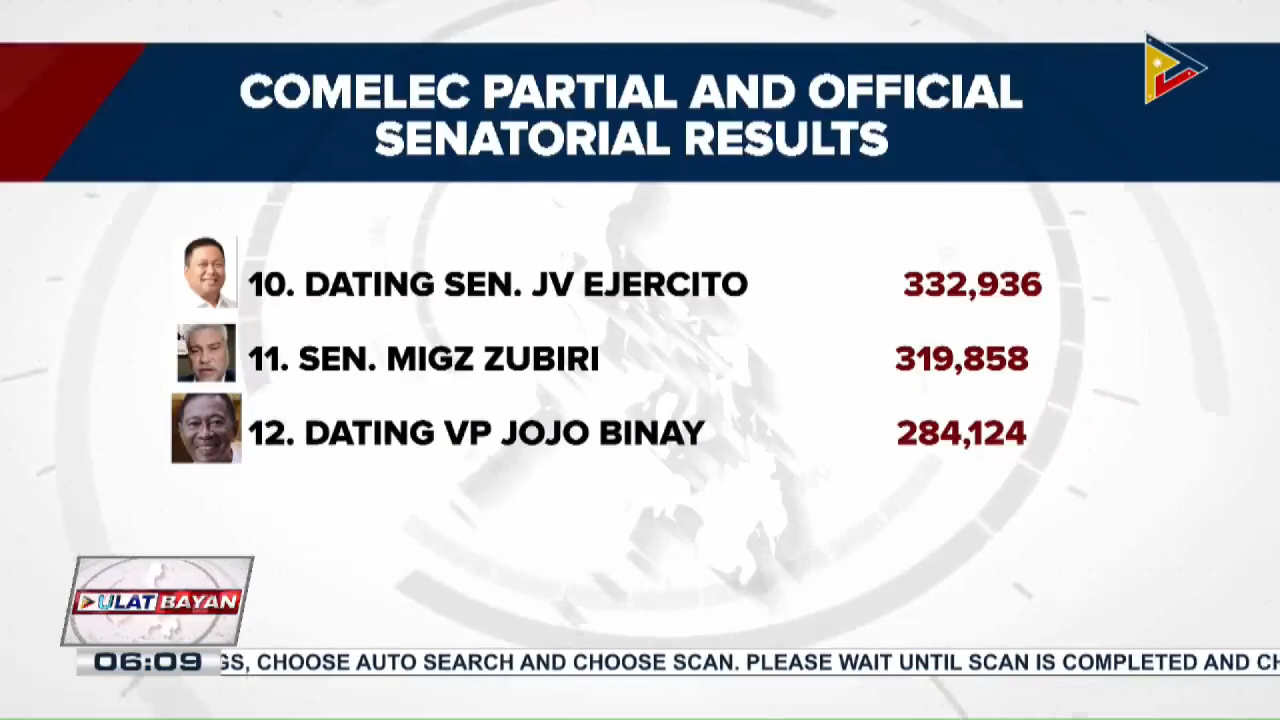 COMELEC PARTIAL AND OFFICIAL
SENATORIAL RESULTS
10. DATING SEN. JV EJERCITO 332,936
11. SEN. MIGZ ZUBIRI 319,858
12. DATING VP JOJO BINAY 284,124
ULAT BAYAN
06:09 GS, CHOOSE AUTO SEARCH AND CHOOSE SCAN. PLEASE WAIT UNTIL SCAN IS COMPLETED AND CH